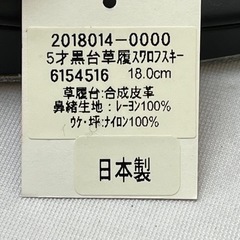 2018014-0000
5才黒台草履スワロフスキー
6154516 18.0cm
草履台:合成皮革
鼻緒生地:レーヨン100%
ウケ・坪:ナイロン100%
日本製